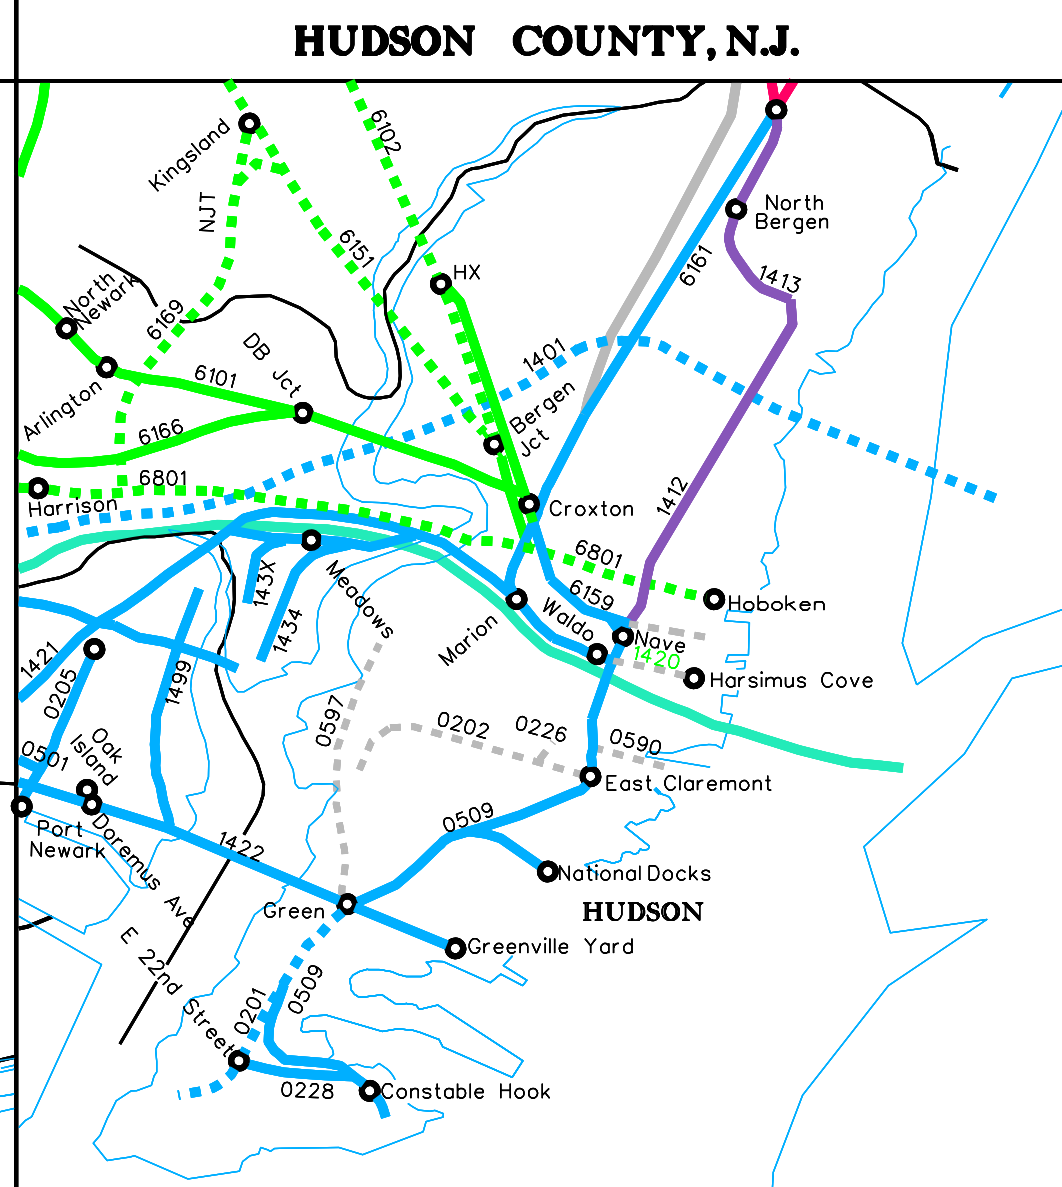 HUDSON COUNTY, N.J.
Kingsland
6102
NJT
6151
North
Bergen
HX
6161
1413
North
Newark
6169
DB Jct
1401
6101
Arlington
Bergen
Jct
6166
6801
Harrison
1412
Croxton
6801
143X
Meadows
6159
Hoboken
1434
Marion
Waldo
Nave
1420
1421
0205
1499
Harsimus Cove
0597
0202
0226
0590
Oak
Island
0501
East Claremont
Port
Newark
Doremus Ave
1422
0509
National Docks
Green
HUDSON
Greenville Yard
E 22nd Street
0201
0509
0228
Constable Hook